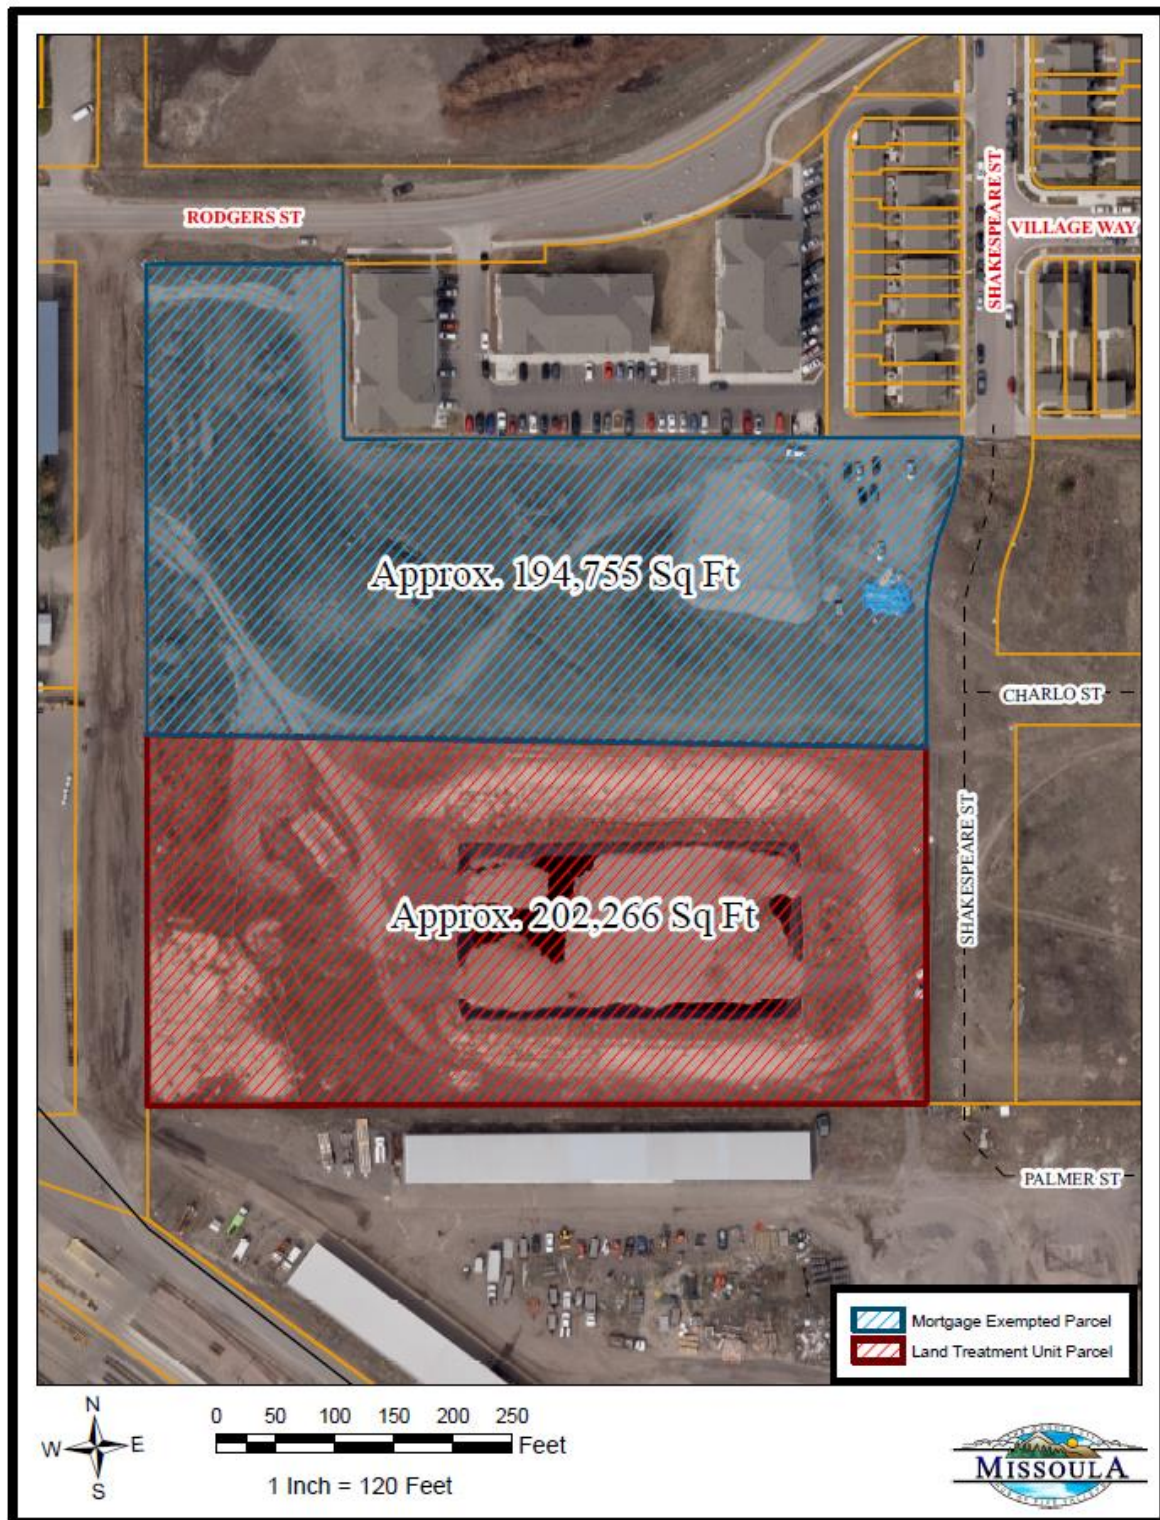 RODGERS ST
SHAKESPEARE ST
VILLAGE WAY
Approx. 194,755 Sq Ft
CHARLO ST
SHAKESPEARE ST
Approx. 202,266 Sq Ft
PALMER ST
Mortgage Exempted Parcel
Land Treatment Unit Parcel
N
W E
S
0 50 100 150 200 250
Feet
1 Inch = 120 Feet
MISSOULA